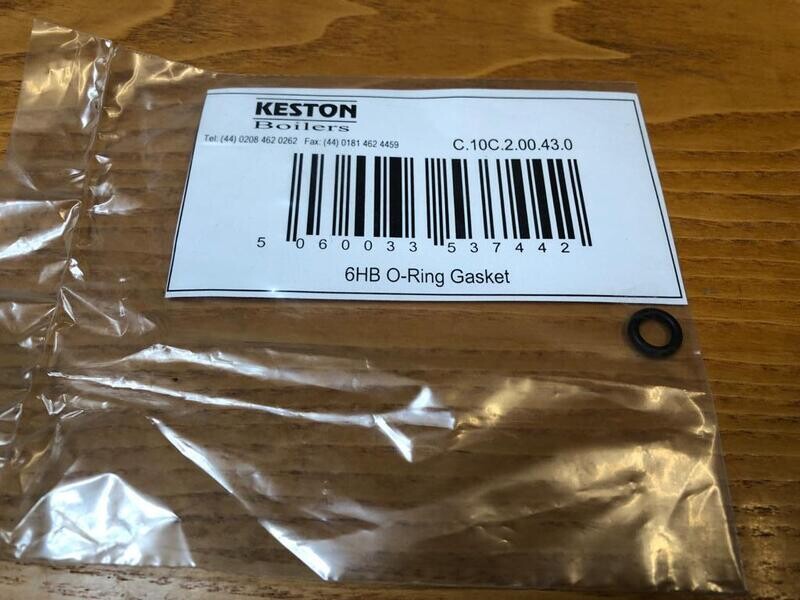 KESTON
Boilers
Tel: (44) 0208 462 0262 Fax: (44) 0181 462 4459
C.10C.2.00.43.0
5 060033 537442
6HB O-Ring Gasket